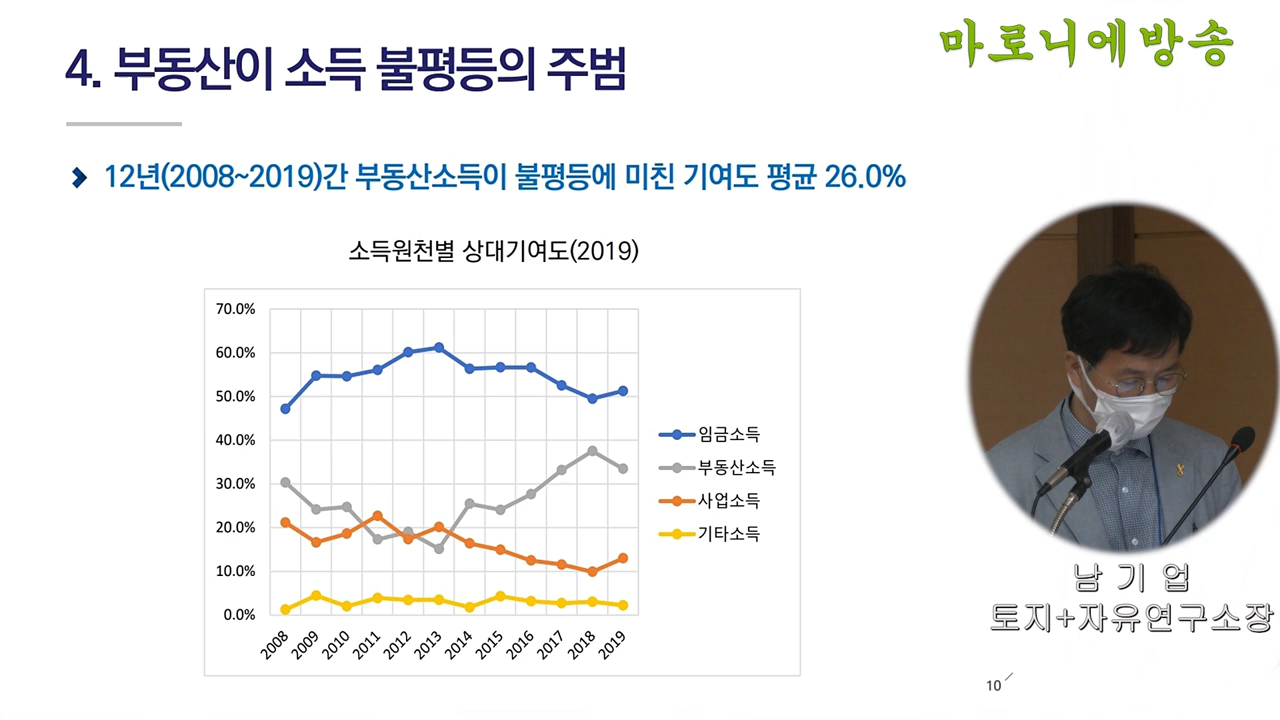 마로니에방송
4. 부동산이 소득 불평등의 주범
12년(2008~2019)간 부동산소득이 불평등에 미친 기여도 평균 26.0%
소득원천별 상대기여도(2019)
70.0%
60.0%
50.0%
40.0%
30.0%
20.0%
10.0%
0.0%
2008
2009
2010
2011
2012
2013
2014
2015
2016
2017
2018
2019
임금소득
부동산소득
사업소득
기타소득
남 기 업
토지+자유연구소장
10